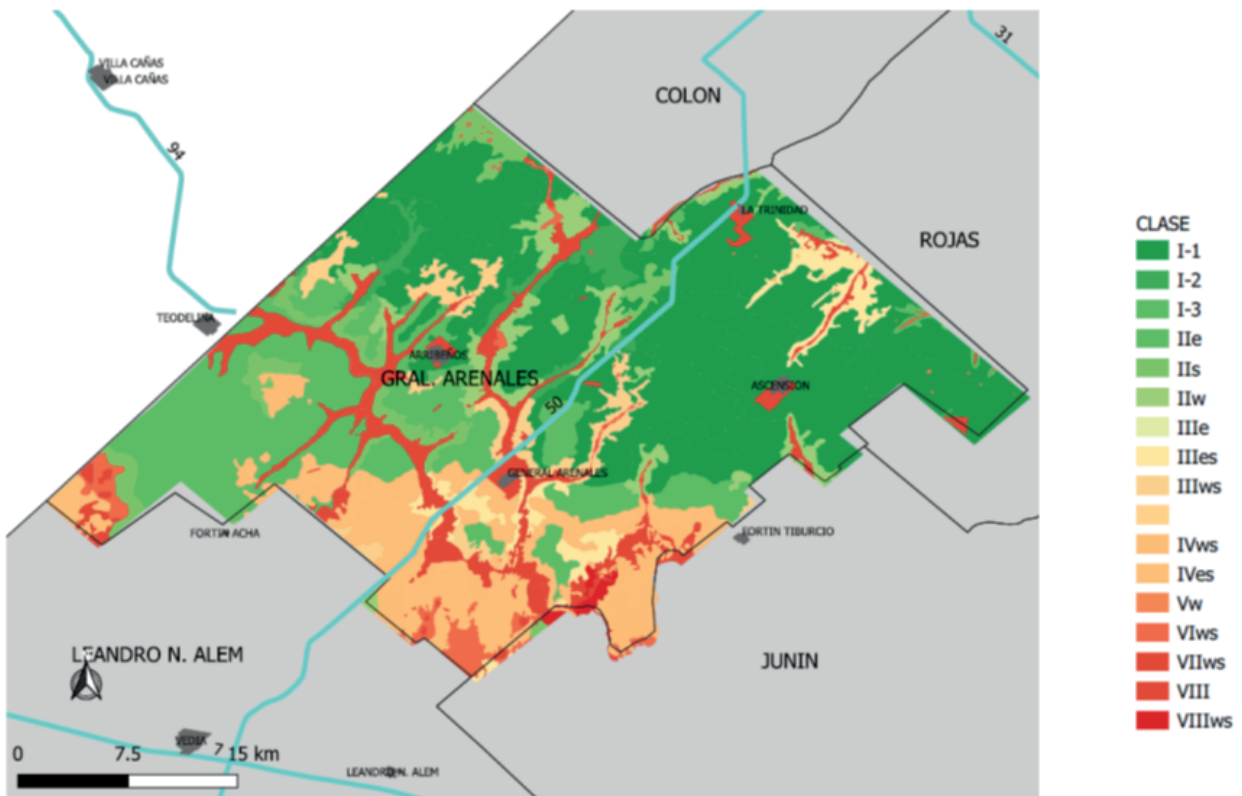 VILLA CAÑAS
VILLA CAÑAS
94
31
COLON
ROJAS
LA TRINIDAD
TEODELINA
ARRIBEÑOS
GRAL. ARENALES
ASCENSION
50
GENERAL ARENALES
FORTIN ACHA
FORTIN TIBURCIO
LEANDRO N. ALEM
JUNIN
VEDIA
7
LEANDRO N. ALEM
0 7.5 15 km
CLASE
I-1
I-2
I-3
IIe
IIs
IIw
IIIe
IIIes
IIIws
IVws
IVes
Vw
VIws
VIIws
VIII
VIIIws